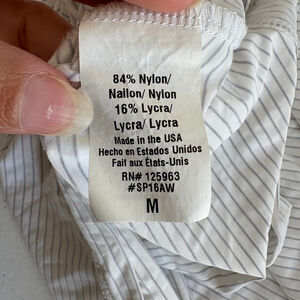 84% Nylon/
Nailon/ Nylon
16% Lycra/
Lycra/ Lycra
Made in the USA
Hecho en Estados Unidos
Fait aux États-Unis
RN# 125963
#SP16AW
M